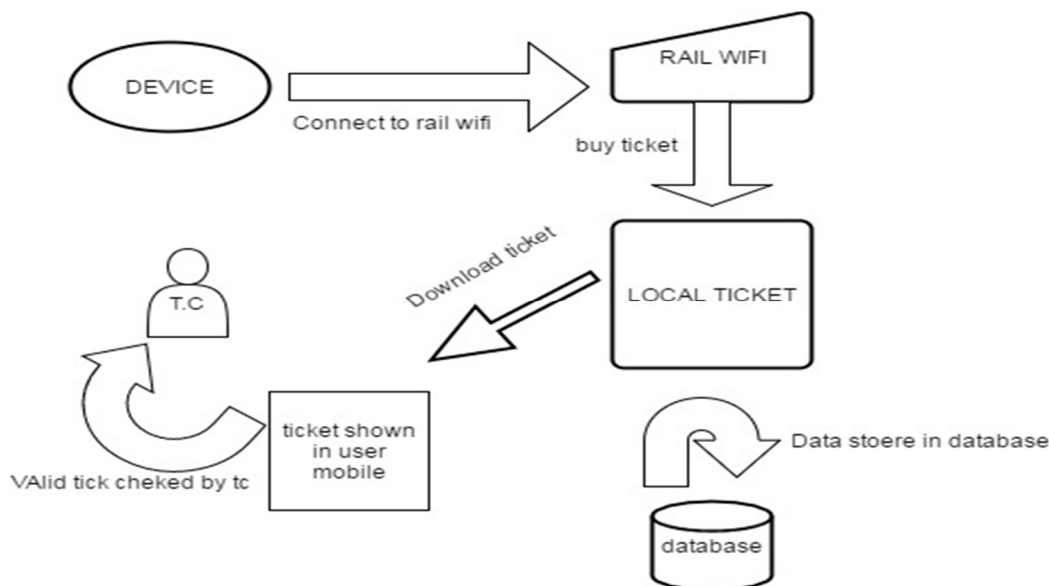 DEVICE
RAIL WIFI
Connect to rail wifi
buy ticket
Download ticket
LOCAL TICKET
T.C
ticket shown
in user
mobile
VAlid tick cheked by tc
Data stoere in database
database